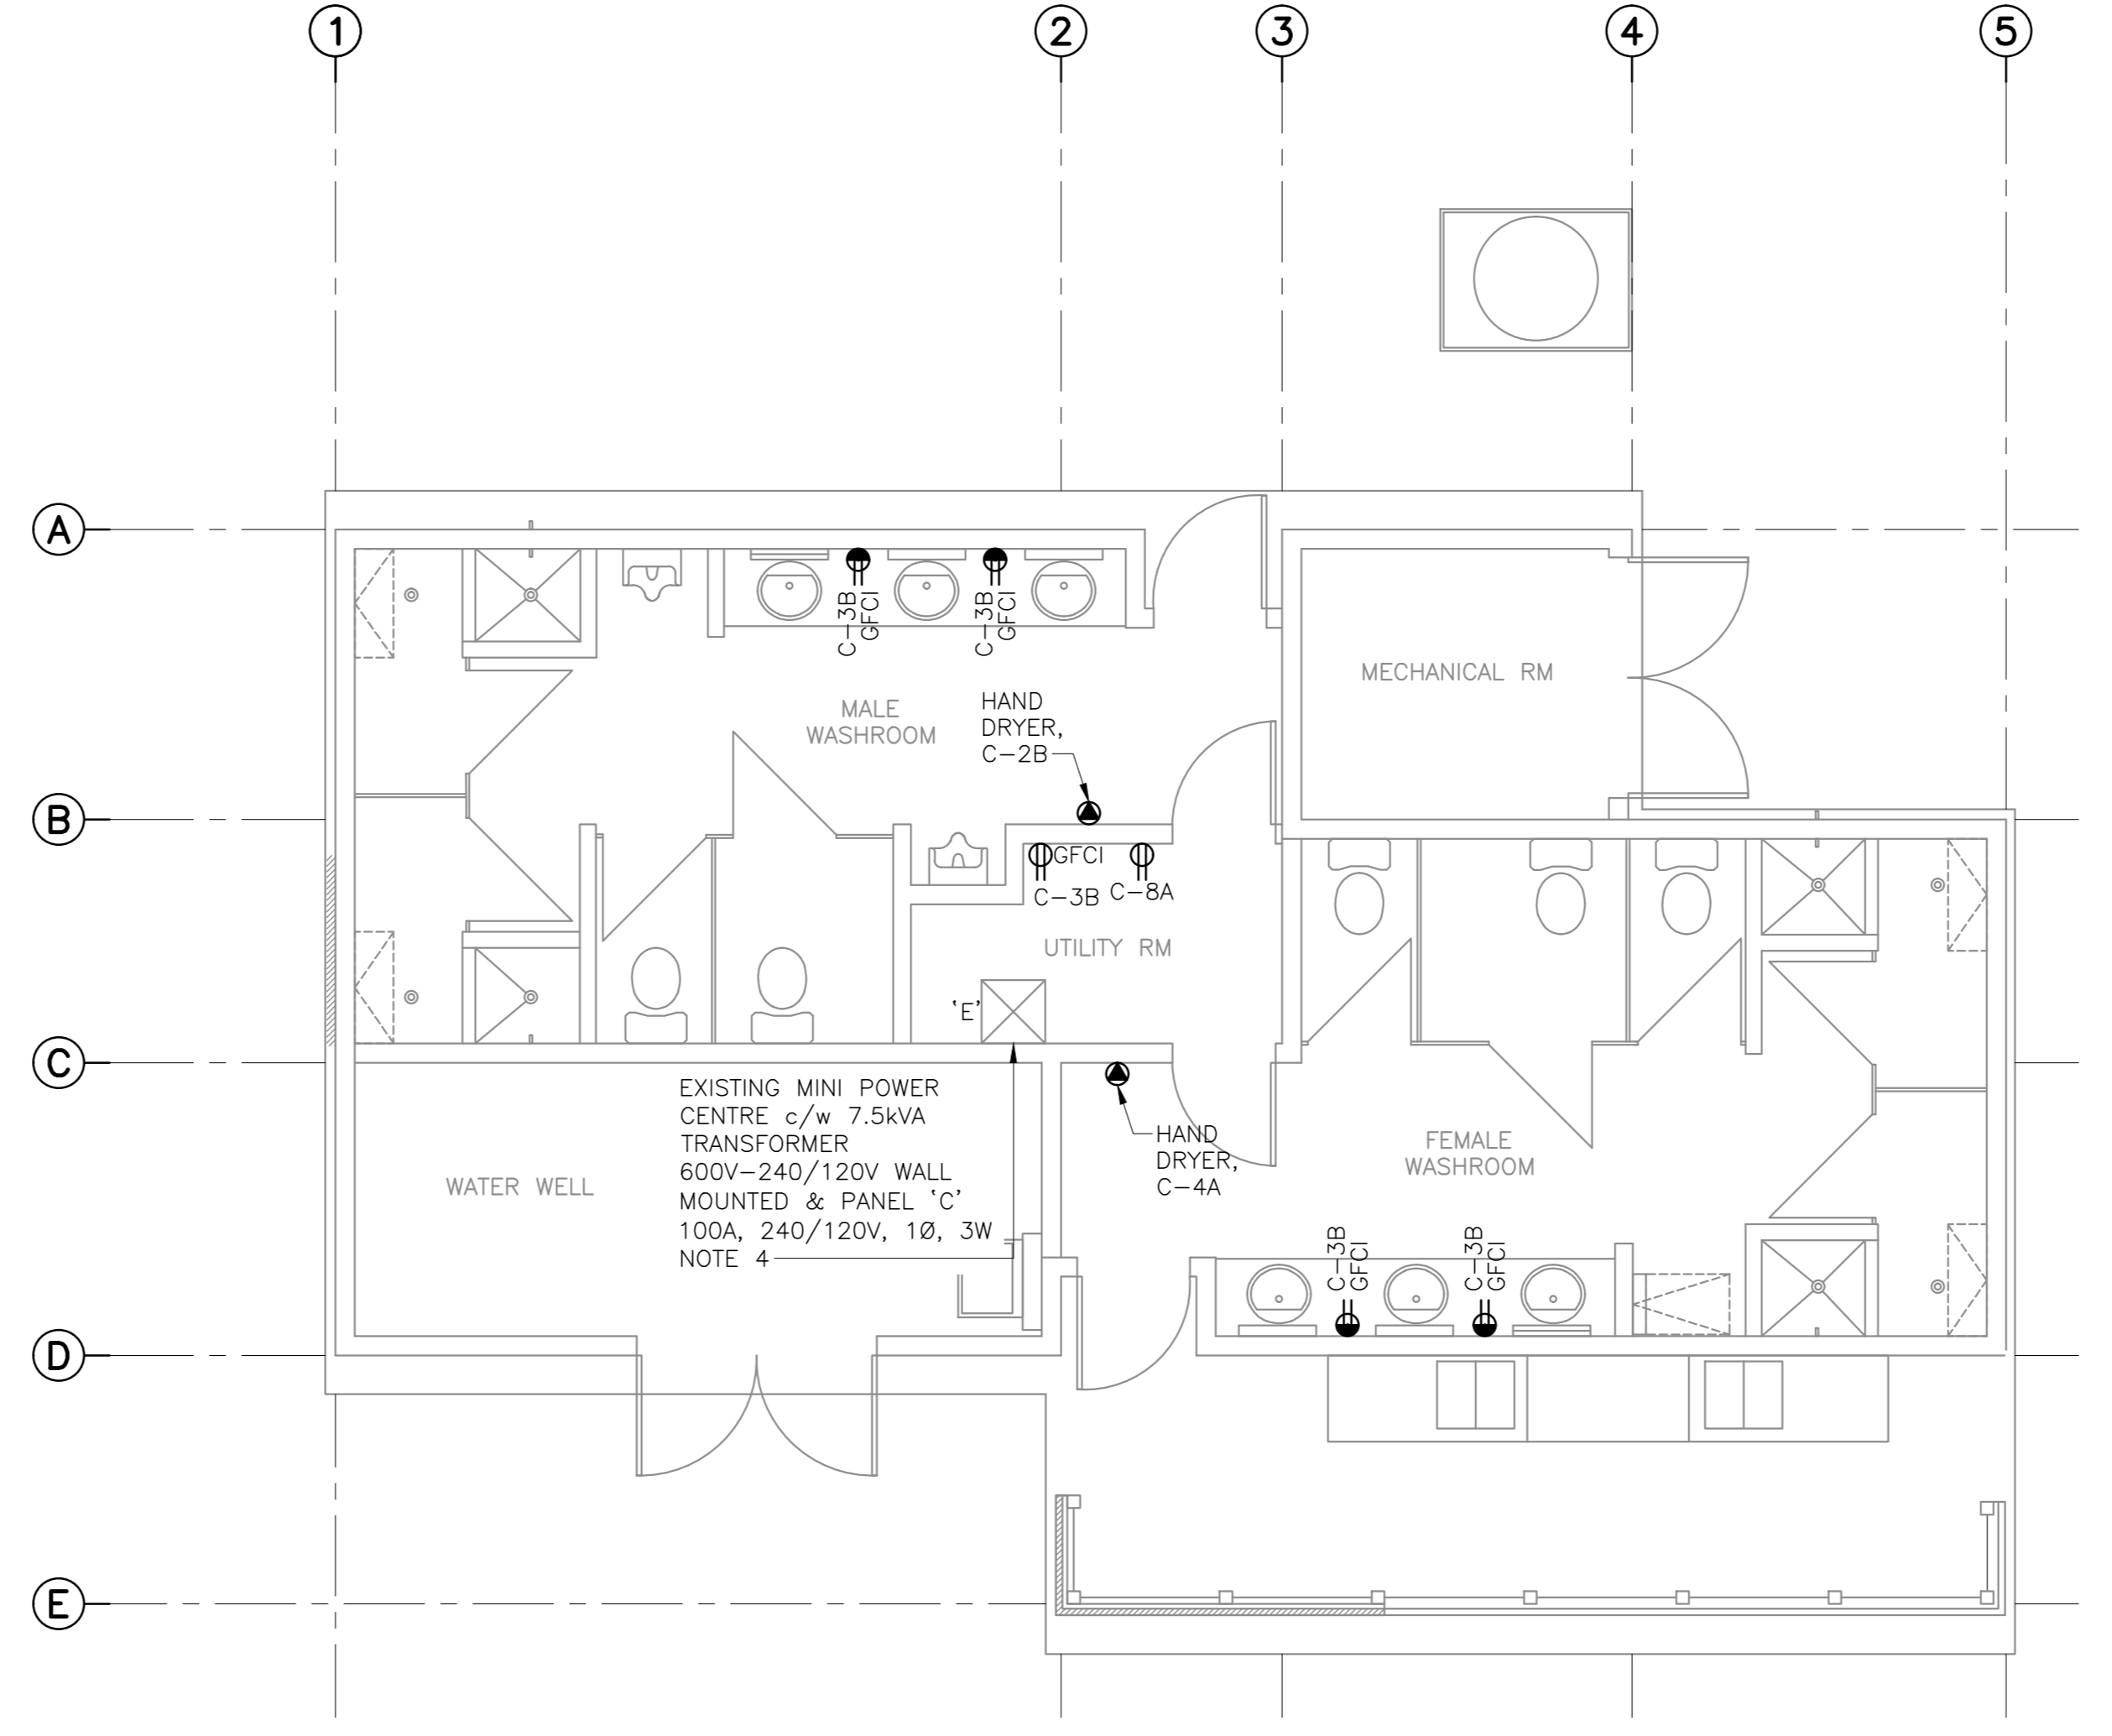 1
2
3
4
5
A
B
C
D
E
C-3B
GFCI
C-3B
GFCI
MECHANICAL RM
MALE
WASHROOM
HAND
DRYER,
C-2B
GFCI
C-3B
C-8A
UTILITY RM
‘E’
EXISTING MINI POWER
CENTRE c/w 7.5kVA
TRANSFORMER
600V-240/120V WALL
MOUNTED & PANEL ‘C’
100A, 240/120V, 1Ø, 3W
NOTE 4
WATER WELL
HAND
DRYER,
C-4A
FEMALE
WASHROOM
C-3B
GFCI
C-3B
GFCI